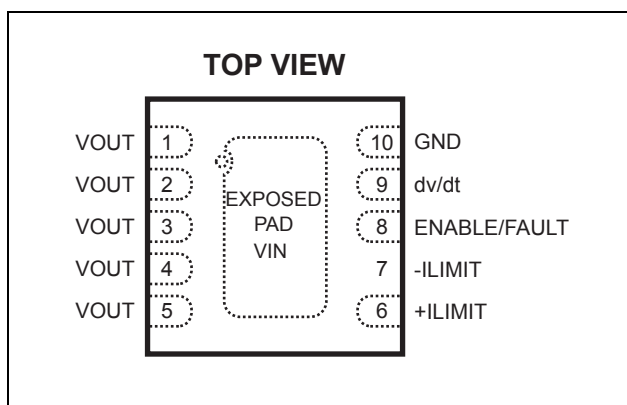 TOP VIEW
VOUT 1 10 GND
VOUT 2 9 dv/dt
EXPOSED
VOUT 3 PAD 8 ENABLE/FAULT
VIN
VOUT 4 7 -ILIMIT
VOUT 5 6 +ILIMIT